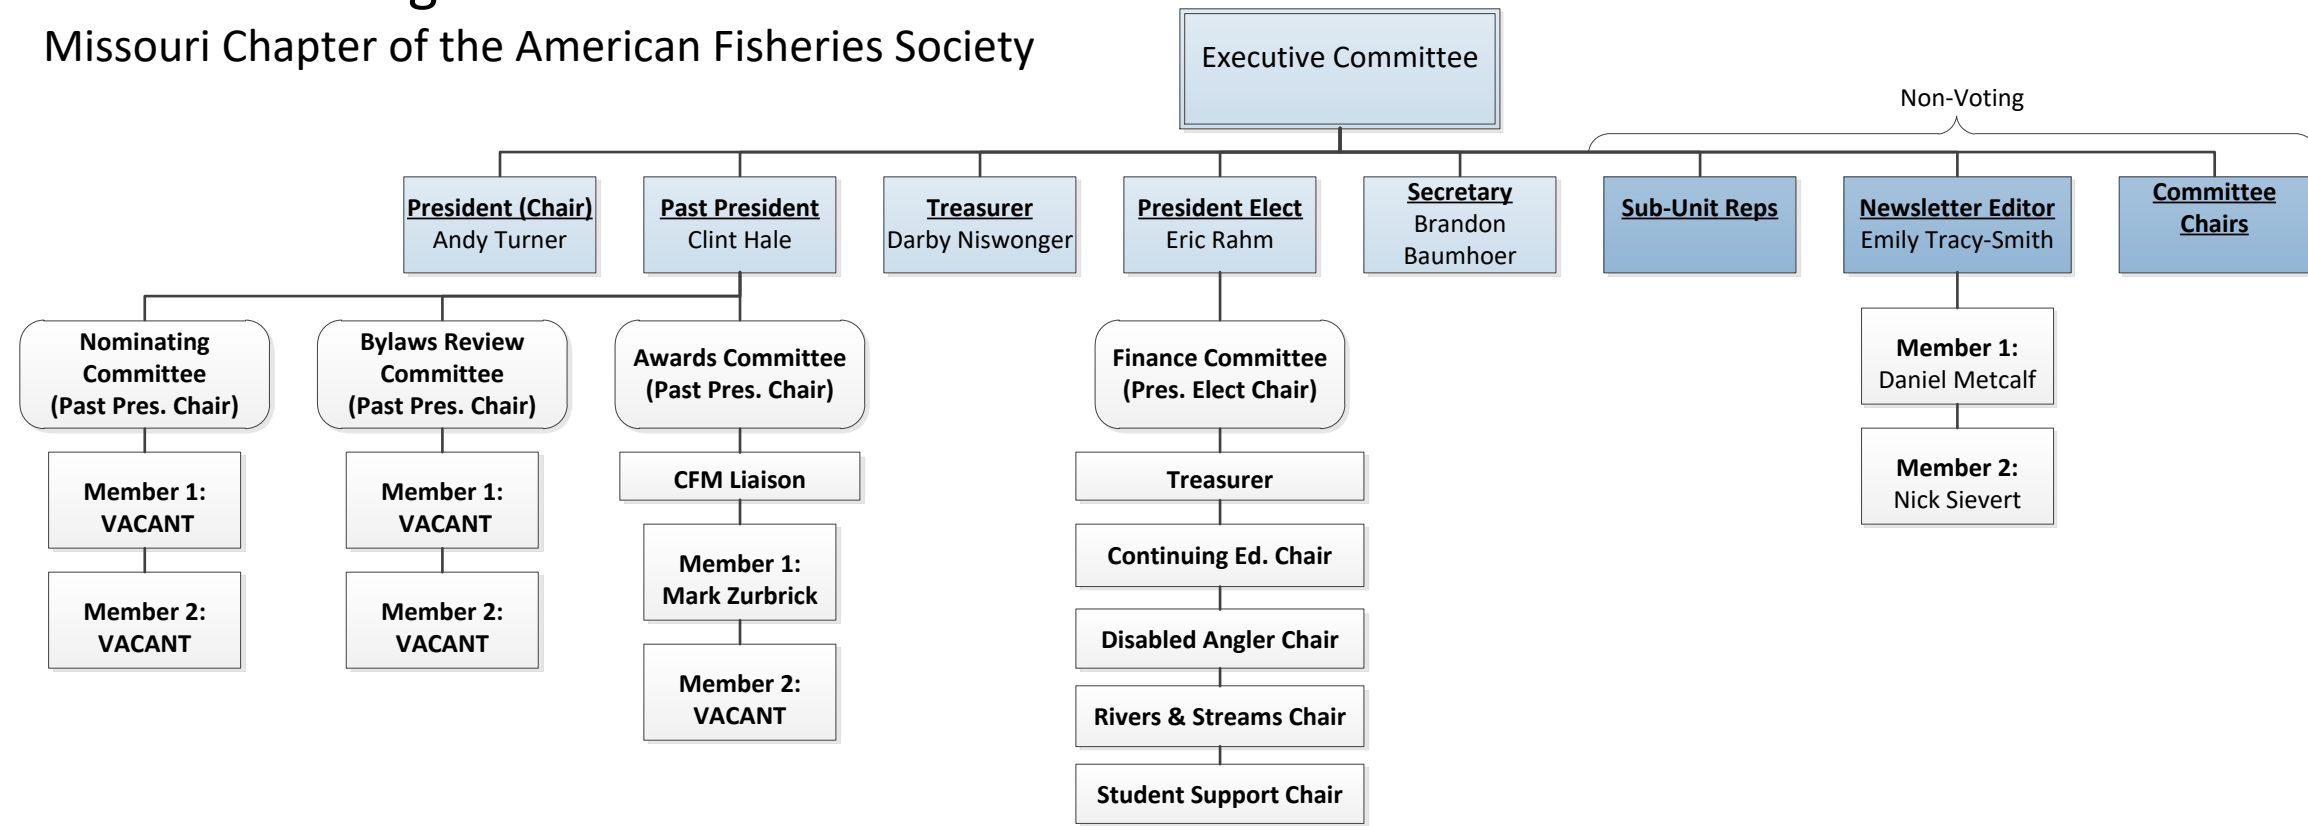 Missouri Chapter of the American Fisheries Society
Executive Committee
Non-Voting
President (Chair)
Andy Turner
Past President
Clint Hale
Treasurer
Darby Niswonger
President Elect
Eric Rahm
Secretary
Brandon
Baumhoer
Sub-Unit Reps
Newsletter Editor
Emily Tracy-Smith
Committee
Chairs
Nominating
Committee
(Past Pres. Chair)
Member 1:
VACANT
Member 2:
VACANT
Bylaws Review
Committee
(Past Pres. Chair)
Member 1:
VACANT
Member 2:
VACANT
Awards Committee
(Past Pres. Chair)
CFM Liaison
Member 1:
Mark Zurbrick
Member 2:
VACANT
Finance Committee
(Pres. Elect Chair)
Treasurer
Continuing Ed. Chair
Disabled Angler Chair
Rivers & Streams Chair
Student Support Chair
Member 1:
Daniel Metcalf
Member 2:
Nick Sievert